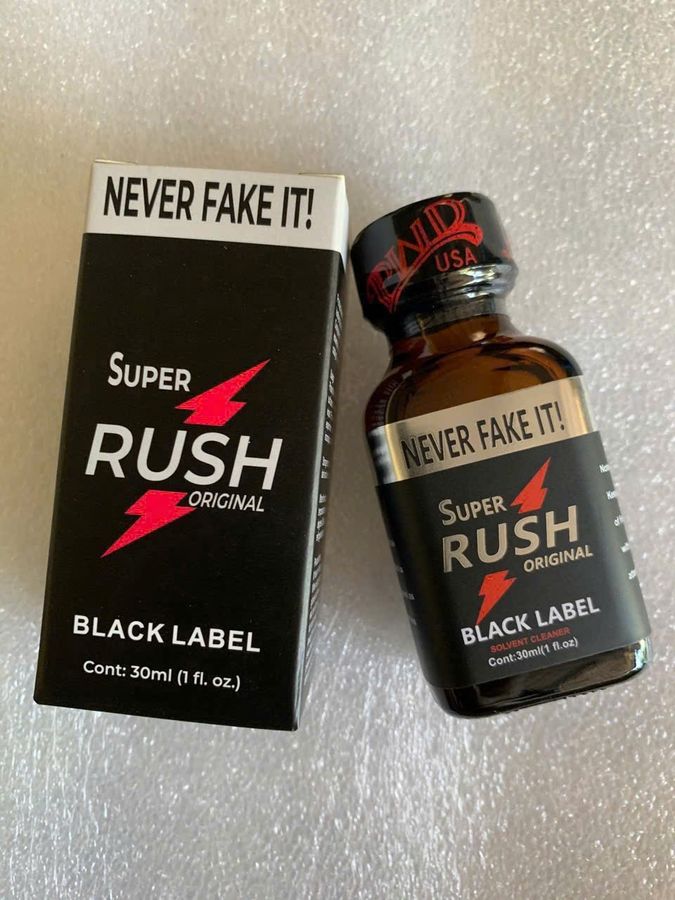 NEVER FAKE IT!
SUPER
RUSH
ORIGINAL
BLACK LABEL
Cont: 30ml (1 fl. oz.)
PWD
USA
NEVER FAKE IT!
SUPER
RUSH
ORIGINAL
BLACK LABEL
SOLVENT CLEANER
Cont:30ml(1 fl.oz)